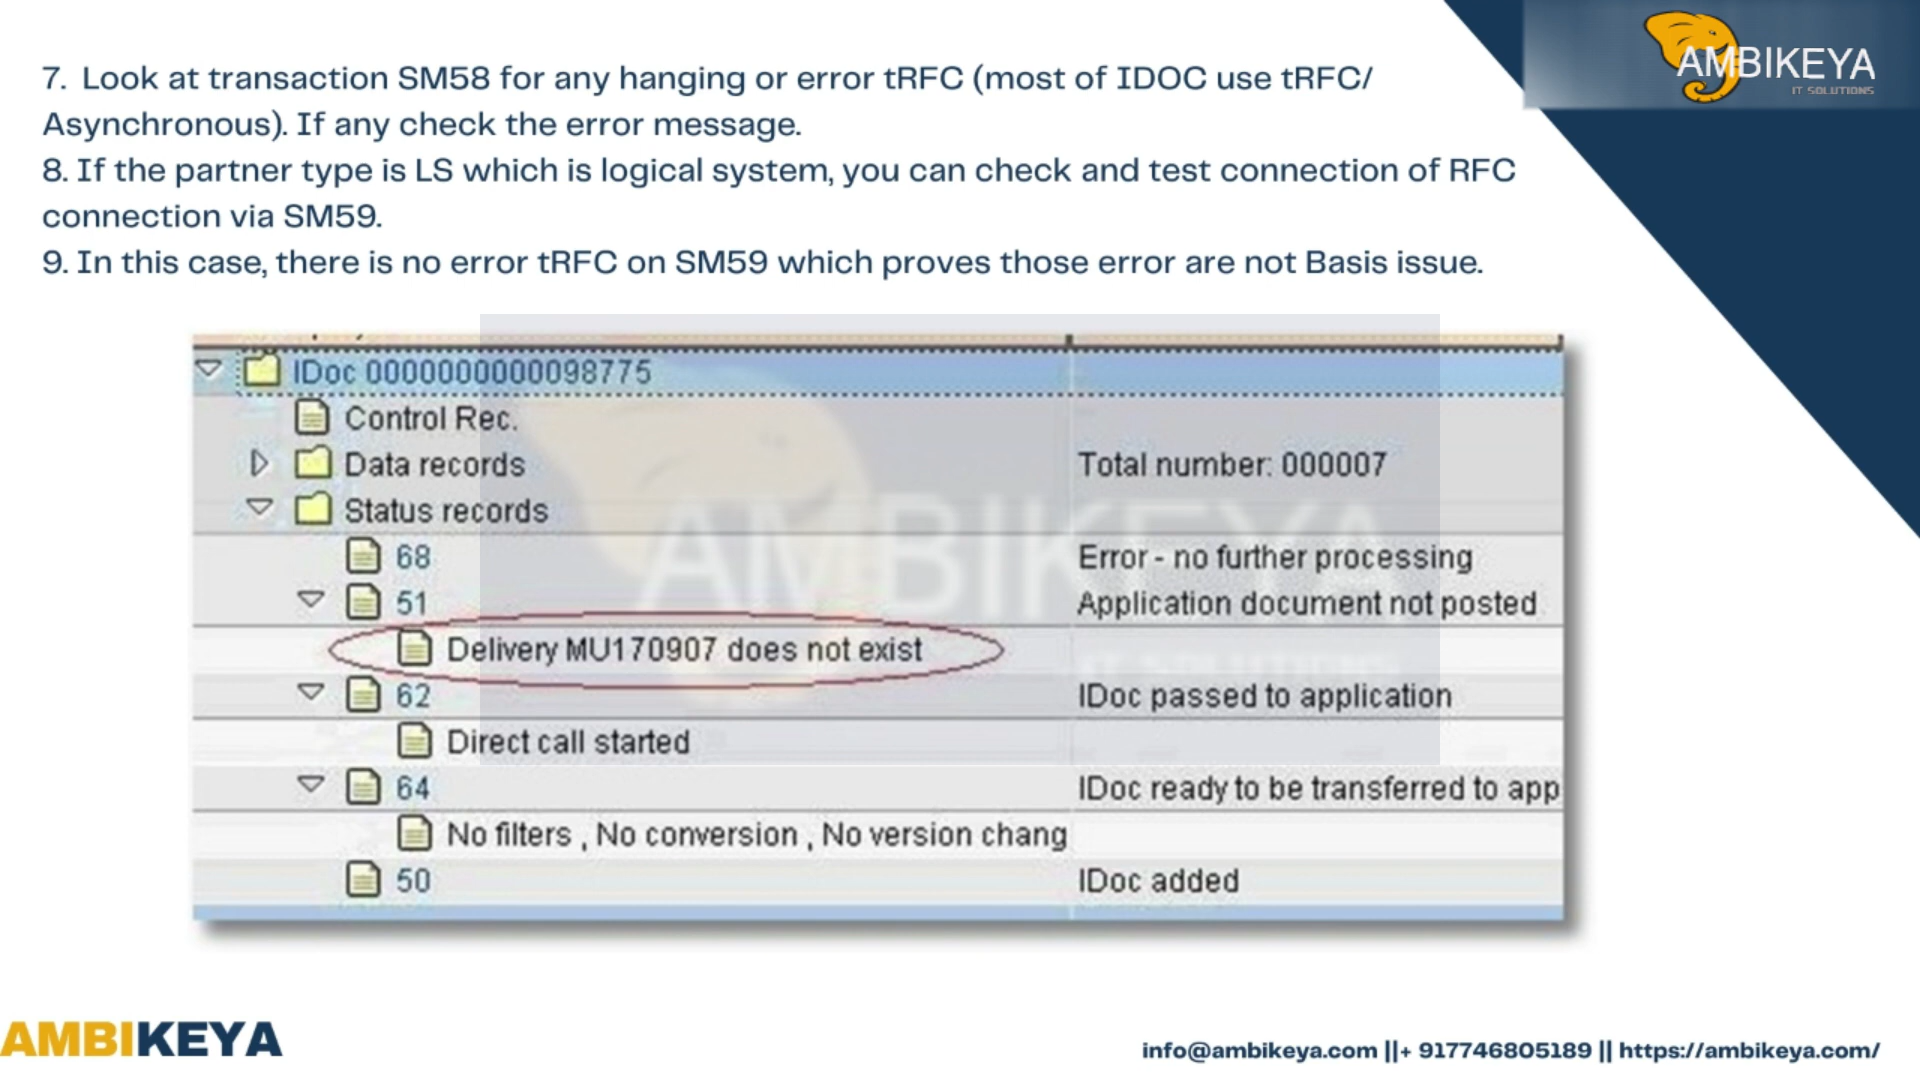 AMBIKEYA
IT SOLUTIONS
7. Look at transaction SM58 for any hanging or error tRFC (most of IDOC use tRFC/
Asynchronous). If any check the error message.
8. If the partner type is LS which is logical system, you can check and test connection of RFC
connection via SM59.
9. In this case, there is no error tRFC on SM59 which proves those error are not Basis issue.
IDoc 0000000000098775
Control Rec.
Data records Total number: 000007
Status records
68 Error - no further processing
51 Application document not posted
Delivery MU170907 does not exist
62 IDoc passed to application
Direct call started
64 IDoc ready to be transferred to app
No filters , No conversion , No version chang
50 IDoc added
AMBIKEYA
IT SOLUTIONS
AMBIKEYA
info@ambikeya.com ||+ 917746805189 || https://ambikeya.com/